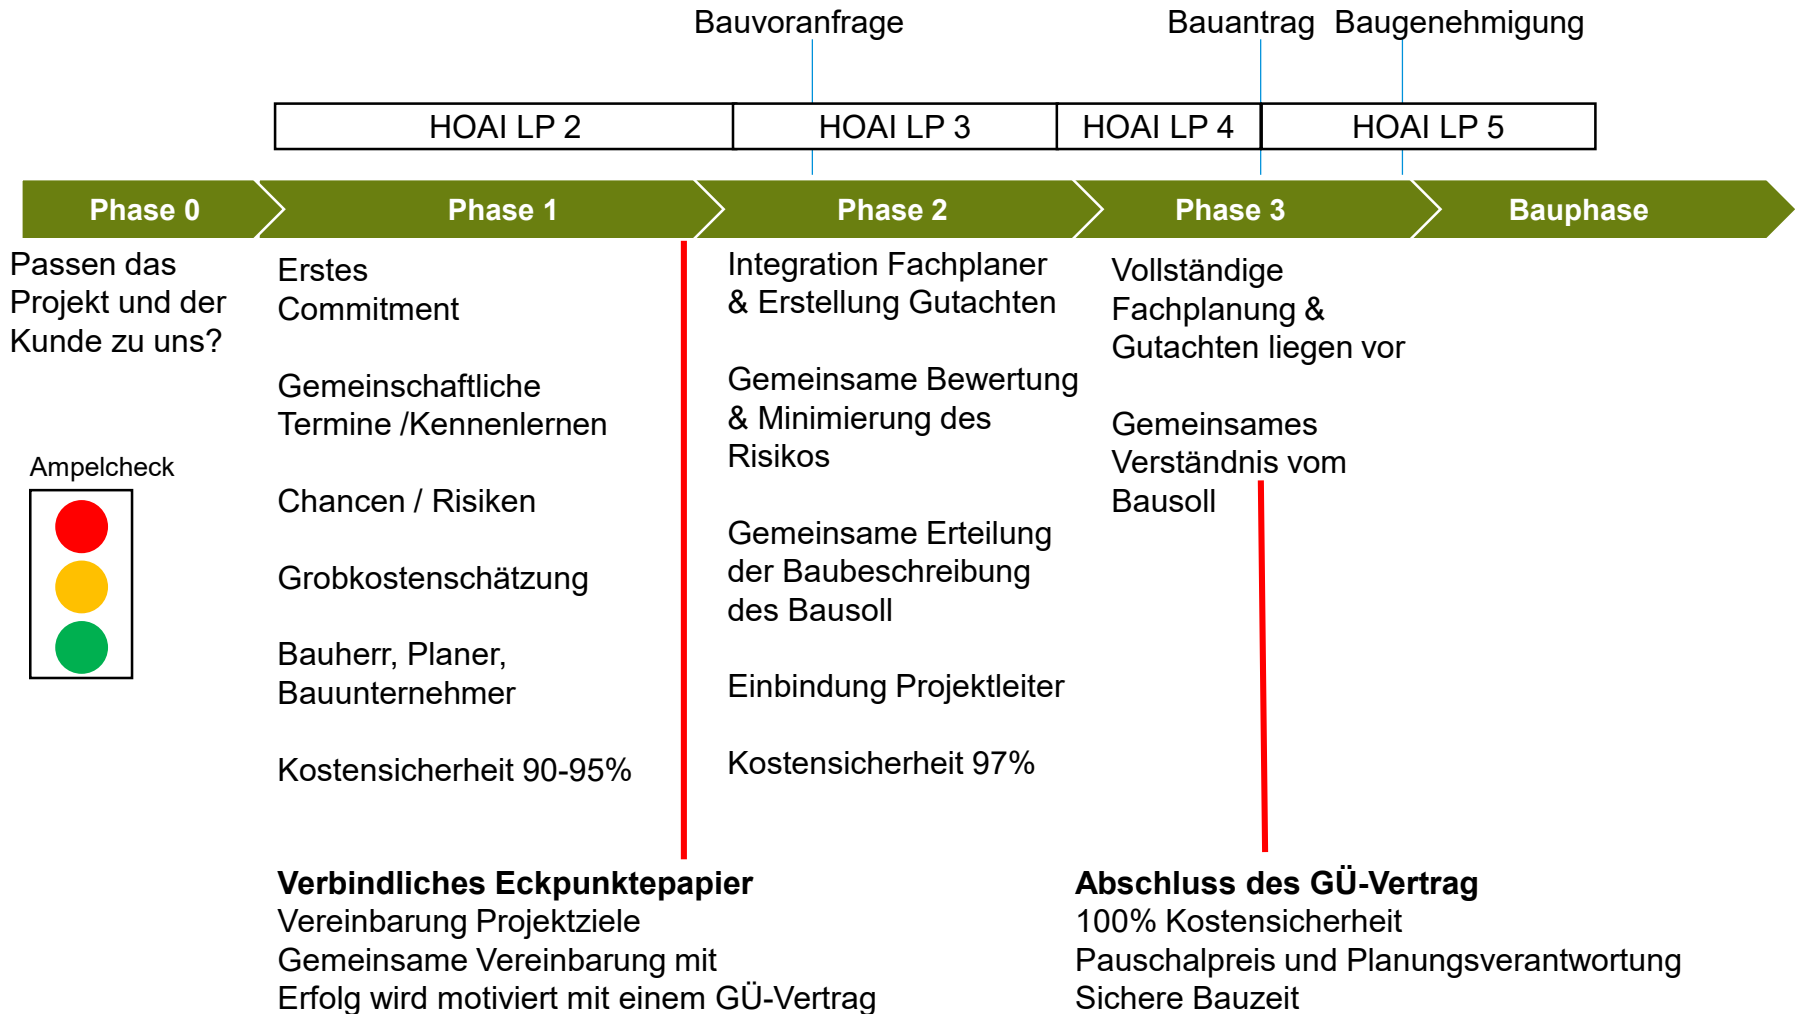 Bauvoranfrage
Bauantrag
Baugenehmigung
HOAI LP 2
HOAI LP 3
HOAI LP 4
HOAI LP 5
Phase 0
Phase 1
Phase 2
Phase 3
Bauphase
Passen das
Projekt und der
Kunde zu uns?
Ampelcheck
Erstes
Commitment
Gemeinschaftliche
Termine /Kennenlernen
Chancen / Risiken
Grobkostenschätzung
Bauherr, Planer,
Bauunternehmer
Kostensicherheit 90-95%
Integration Fachplaner
& Erstellung Gutachten
Gemeinsame Bewertung
& Minimierung des
Risikos
Gemeinsame Erteilung
der Baubeschreibung
des Bausoll
Einbindung Projektleiter
Kostensicherheit 97%
Vollständige
Fachplanung &
Gutachten liegen vor
Gemeinsames
Verständnis vom
Bausoll
Verbindliches Eckpunktepapier
Vereinbarung Projektziele
Gemeinsame Vereinbarung mit
Erfolg wird motiviert mit einem GÜ-Vertrag
Abschluss des GÜ-Vertrag
100% Kostensicherheit
Pauschalpreis und Planungsverantwortung
Sichere Bauzeit